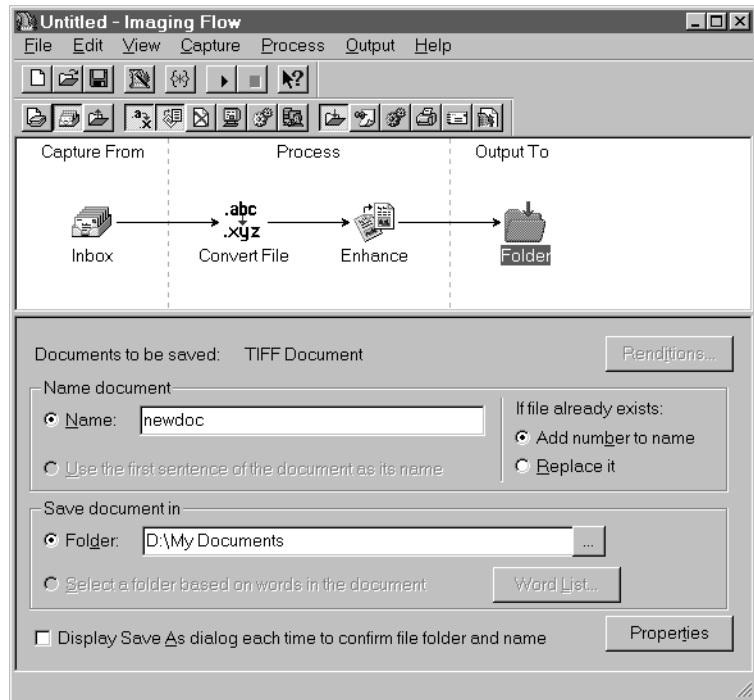 Untitled - Imaging Flow
File Edit View Capture Process Output Help
Capture From Process Output To
.abc
.xyz
Inbox Convert File Enhance Folder
Documents to be saved: TIFF Document Renditions...
Name document
Name: newdoc
Use the first sentence of the document as its name
If file already exists:
Add number to name
Replace it
Save document in
Folder: D:\My Documents ...
Select a folder based on words in the document Word List...
Display Save As dialog each time to confirm file folder and name Properties